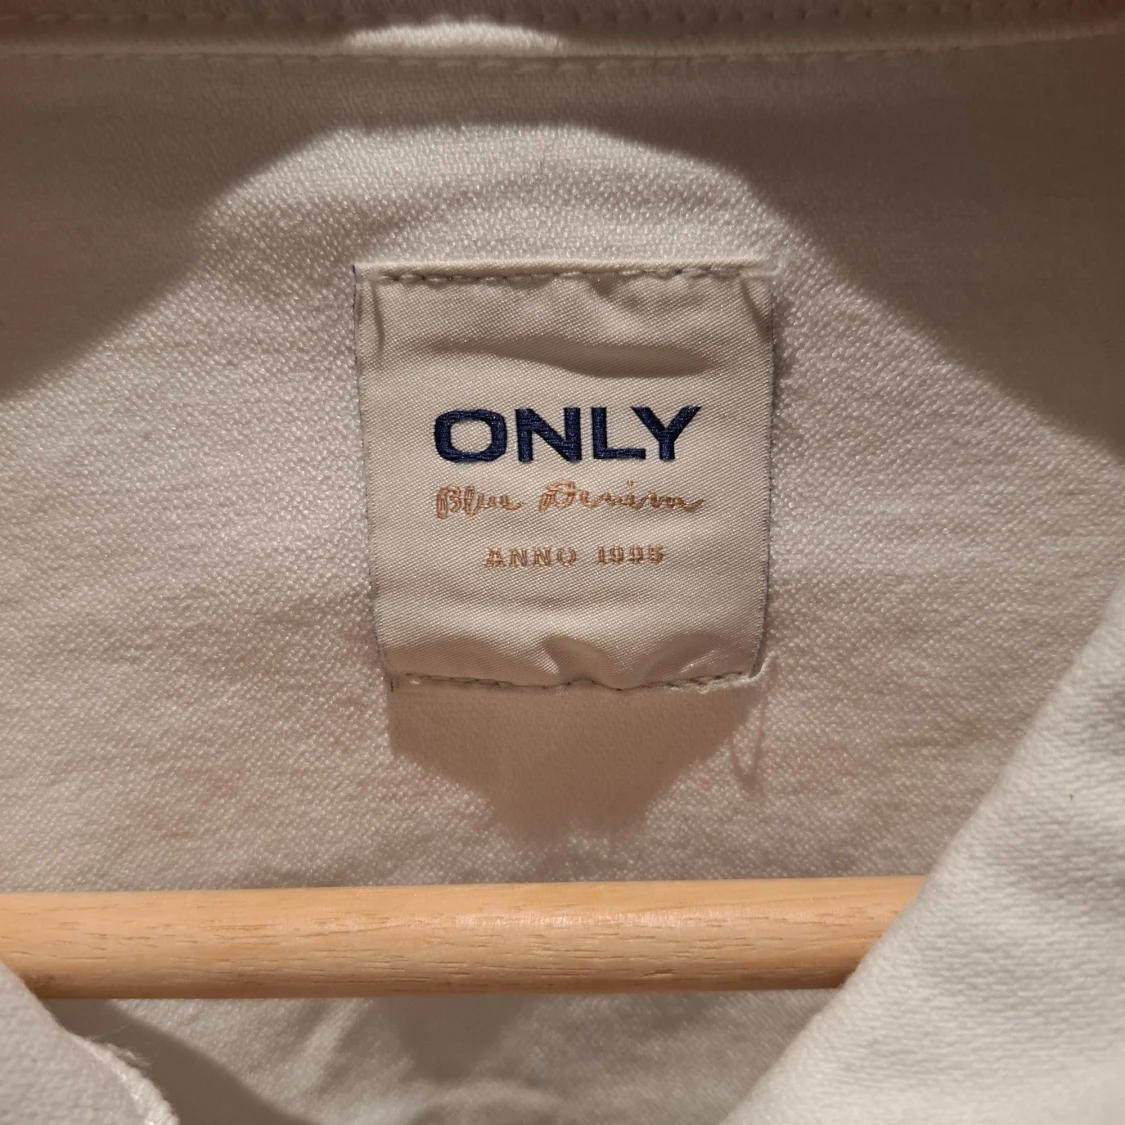 ONLY
Blue Denim
ANNO 1995